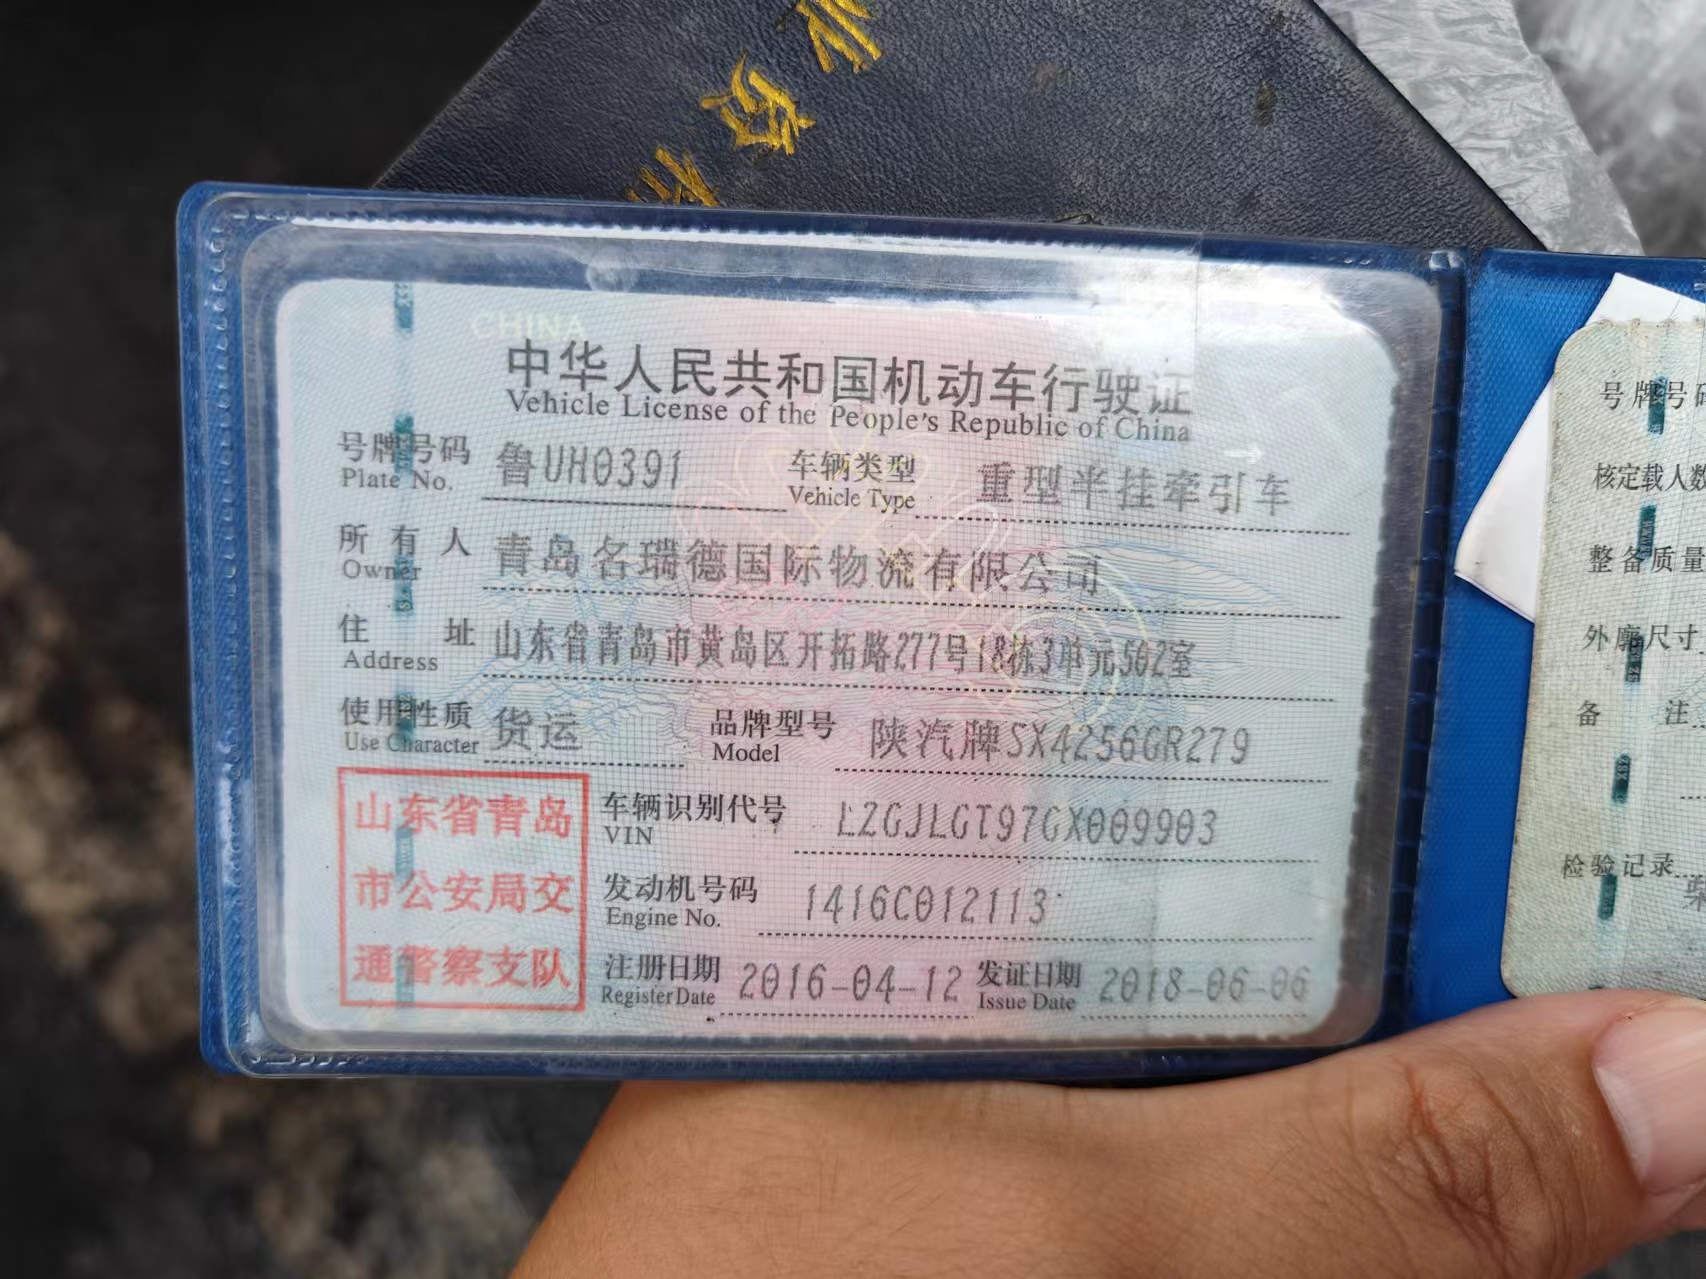 业
资
格
CHINA
中华人民共和国机动车行驶证
Vehicle License of the People's Republic of China
号牌号码 鲁UH0391 车辆类型 重型半挂牵引车
Plate No. Vehicle Type
所有人 青岛名瑞德国际物流有限公司
Owner
住址 山东省青岛市黄岛区开拓路277号18栋3单元502室
Address
使用性质 货运 品牌型号 陕汽牌SX4256GR279
Use Character Model
山东省青岛
市公安局交
通警察支队
车辆识别代号 LZGJLGT97GX009903
VIN
发动机号码 1416C012113
Engine No.
注册日期 2016-04-12 发证日期 2018-06-06
Register Date Issue Date
号牌号码
核定载人数
整备质量
外廓尺寸
备注
检验记录